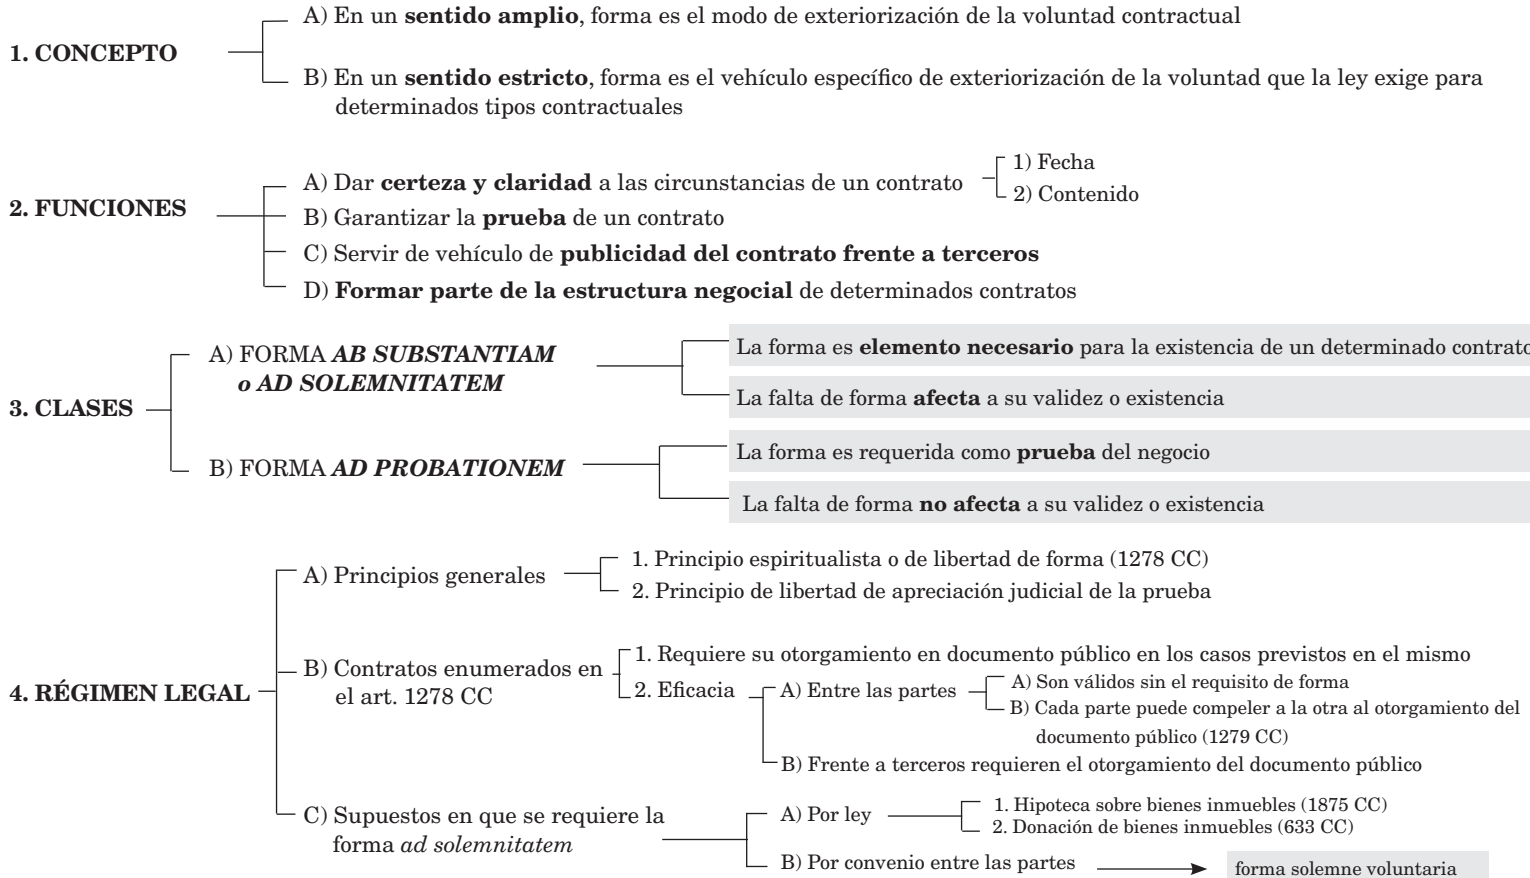 1. CONCEPTO
A) En un sentido amplio, forma es el modo de exteriorización de la voluntad contractual
B) En un sentido estricto, forma es el vehículo específico de exteriorización de la voluntad que la ley exige para
determinados tipos contractuales
2. FUNCIONES
A) Dar certeza y claridad a las circunstancias de un contrato
1) Fecha
2) Contenido
B) Garantizar la prueba de un contrato
C) Servir de vehículo de publicidad del contrato frente a terceros
D) Formar parte de la estructura negocial de determinados contratos
3. CLASES
A) FORMA AB SUBSTANTIAM
o AD SOLEMNITATEM
La forma es elemento necesario para la existencia de un determinado contrato
La falta de forma afecta a su validez o existencia
B) FORMA AD PROBATIONEM
La forma es requerida como prueba del negocio
La falta de forma no afecta a su validez o existencia
4. RÉGIMEN LEGAL
A) Principios generales
1. Principio espiritualista o de libertad de forma (1278 CC)
2. Principio de libertad de apreciación judicial de la prueba
B) Contratos enumerados en
el art. 1278 CC
1. Requiere su otorgamiento en documento público en los casos previstos en el mismo
2. Eficacia
A) Entre las partes
A) Son válidos sin el requisito de forma
B) Cada parte puede compeler a la otra al otorgamiento del
documento público (1279 CC)
B) Frente a terceros requieren el otorgamiento del documento público
C) Supuestos en que se requiere la
forma ad solemnitatem
A) Por ley
1. Hipoteca sobre bienes inmuebles (1875 CC)
2. Donación de bienes inmuebles (633 CC)
B) Por convenio entre las partes
forma solemne voluntaria